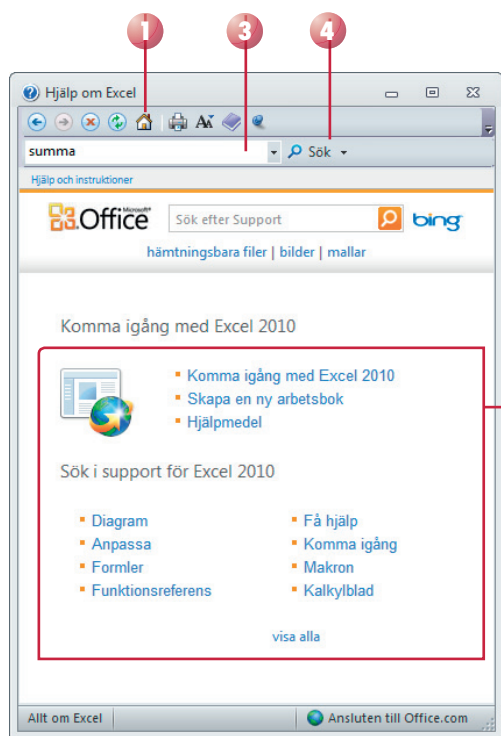 1 3 4
Hjälp om Excel
summa
Sök
Hjälp och instruktioner
Microsoft®
Office
Sök efter Support
bing
hämtningsbara filer | bilder | mallar
Komma igång med Excel 2010
Komma igång med Excel 2010
Skapa en ny arbetsbok
Hjälpmedel
Sök i support för Excel 2010
Diagram
Anpassa
Formler
Funktionsreferens
Få hjälp
Komma igång
Makron
Kalkylblad
visa alla
Allt om Excel
Ansluten till Office.com